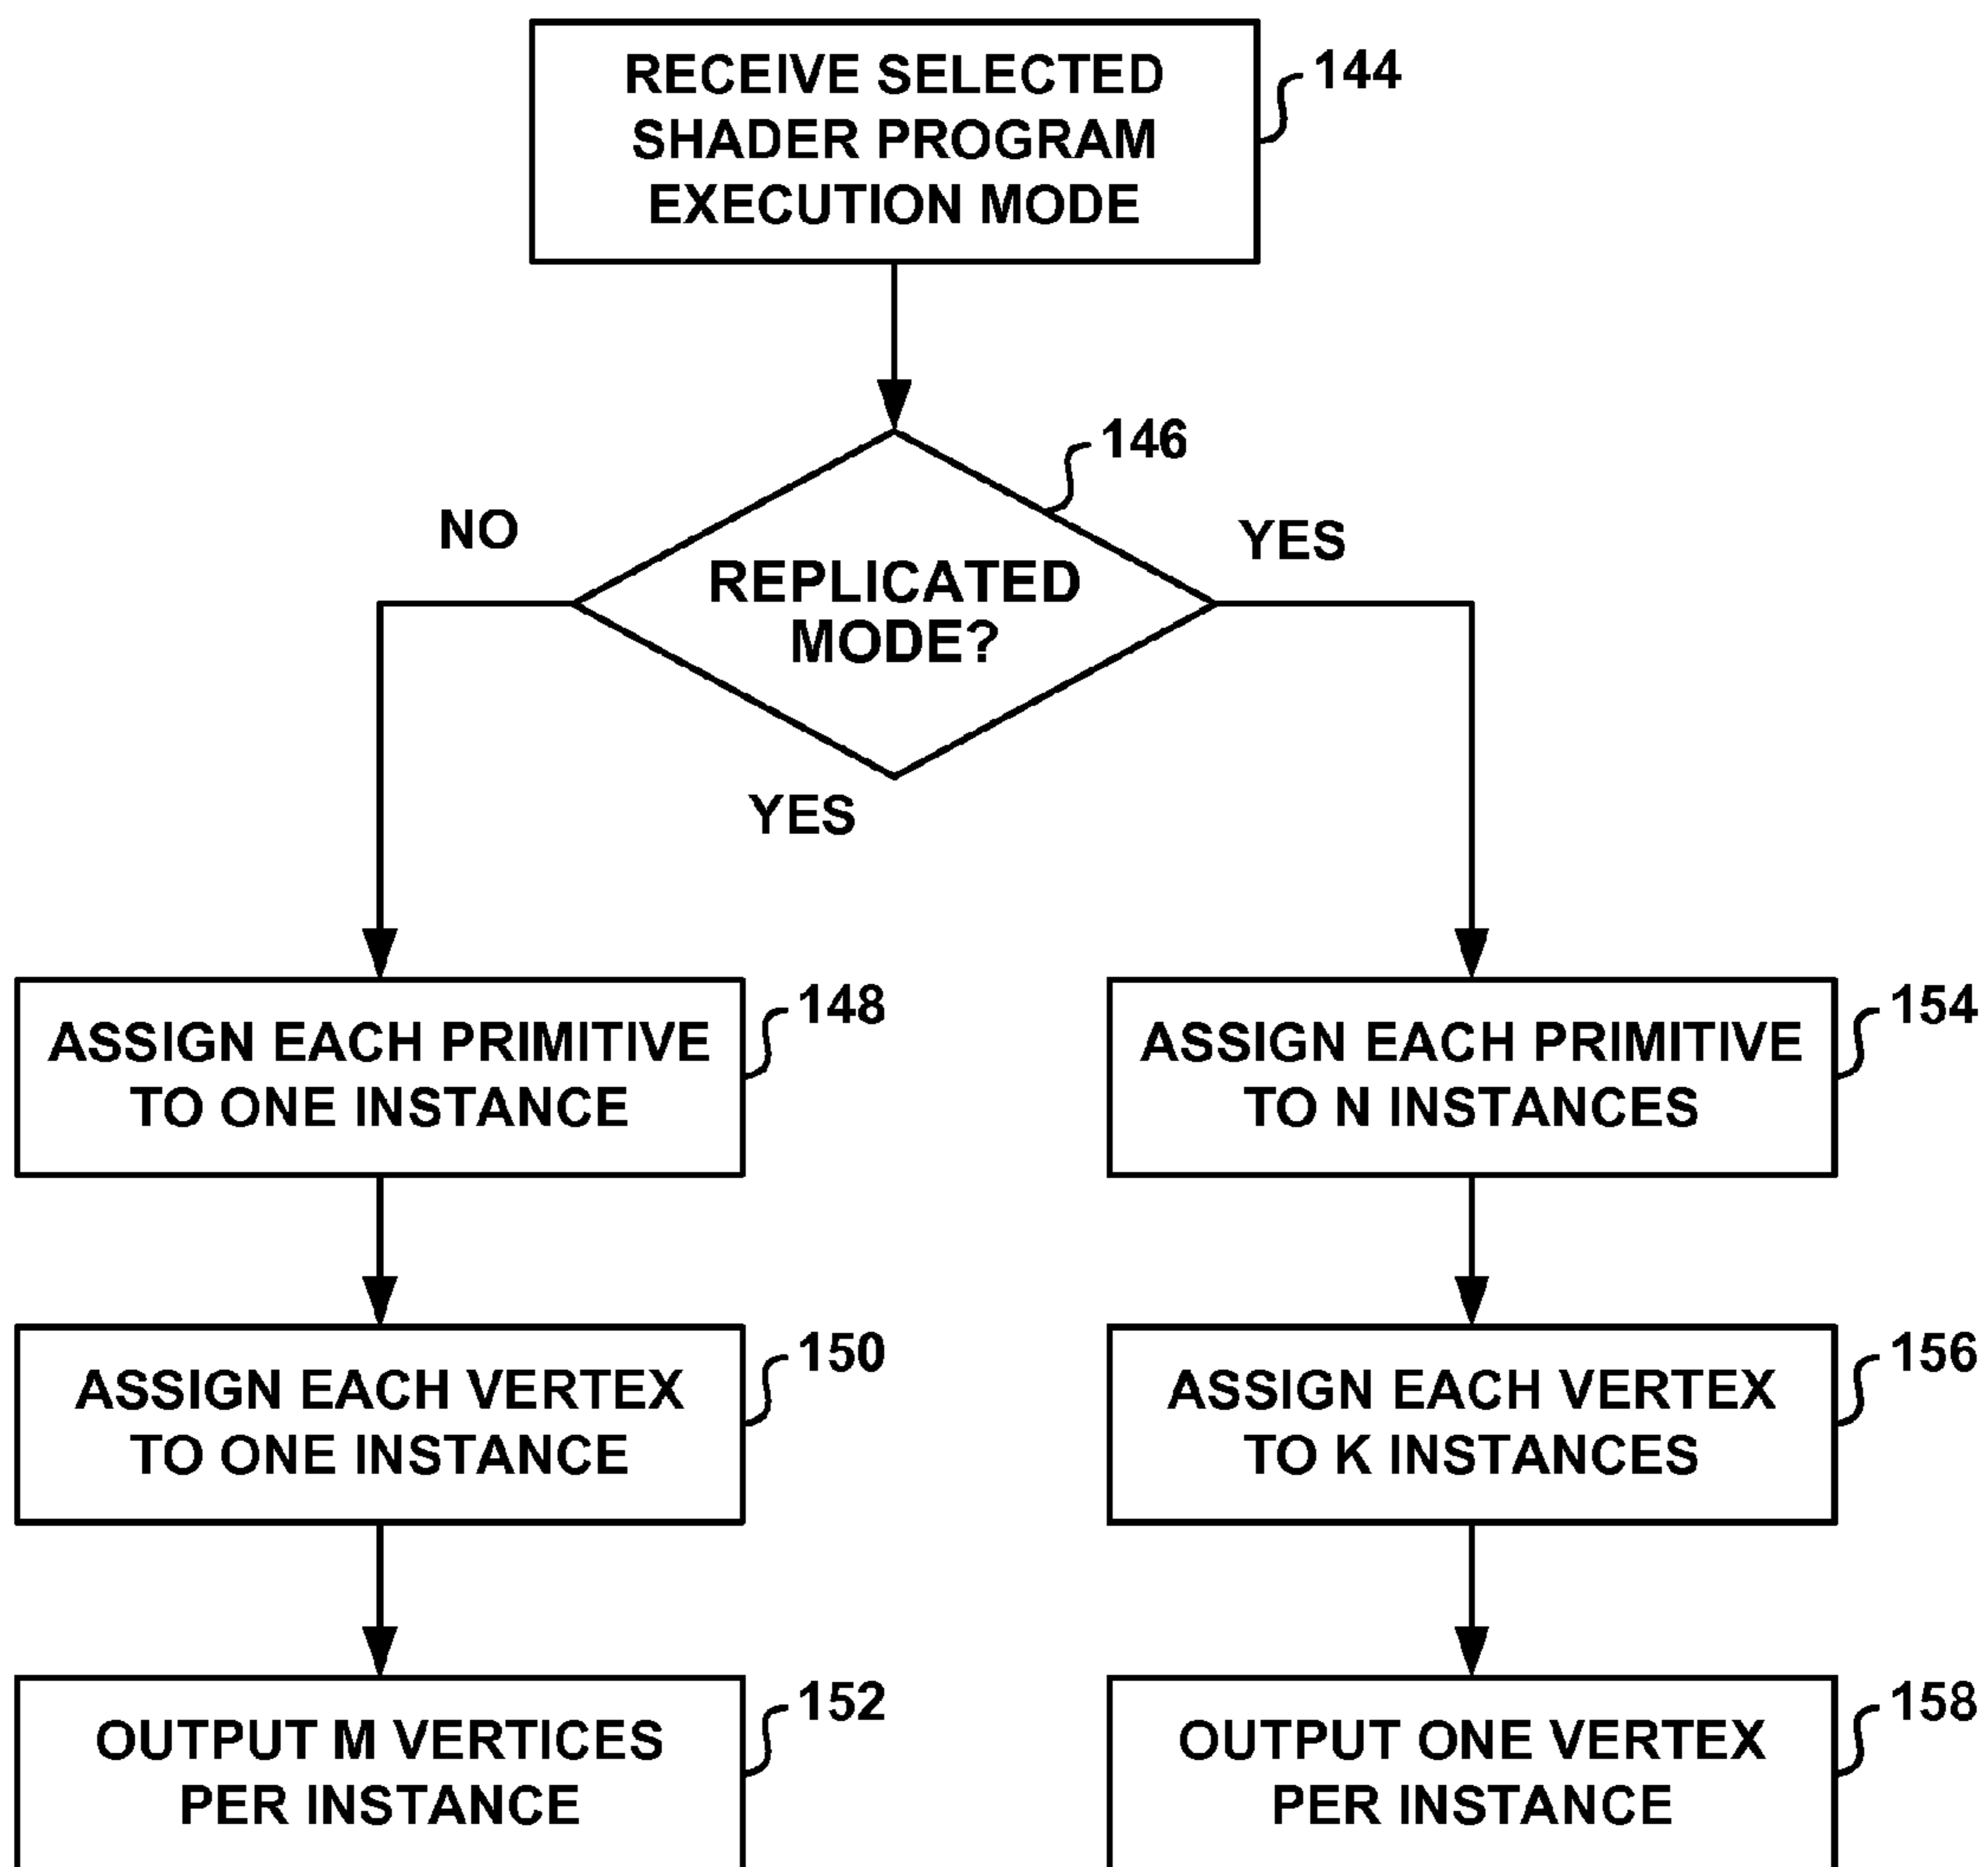 RECEIVE SELECTED
SHADER PROGRAM
EXECUTION MODE
144
146
NO
YES
REPLICATED
MODE?
YES
148
ASSIGN EACH PRIMITIVE
TO ONE INSTANCE
154
ASSIGN EACH PRIMITIVE
TO N INSTANCES
150
ASSIGN EACH VERTEX
TO ONE INSTANCE
156
ASSIGN EACH VERTEX
TO K INSTANCES
152
OUTPUT M VERTICES
PER INSTANCE
158
OUTPUT ONE VERTEX
PER INSTANCE